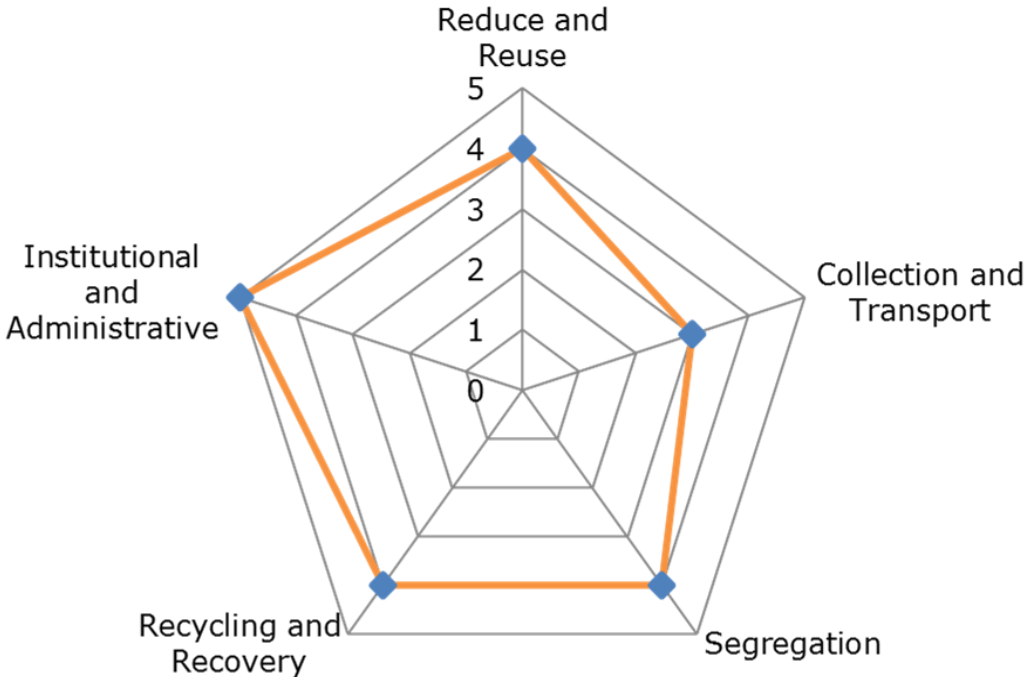 Reduce and
Reuse
5
4
3
2
1
0
Institutional
and
Administrative
Collection and
Transport
Recycling and
Recovery
Segregation